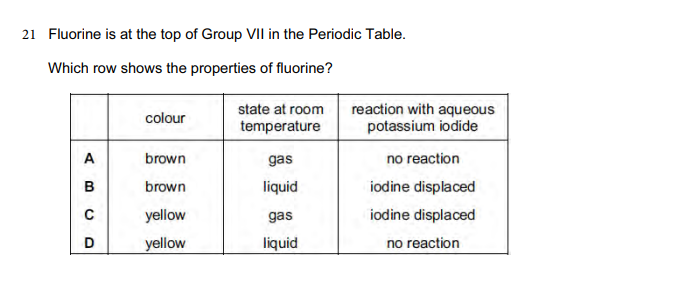 21 Fluorine is at the top of Group VII in the Periodic Table.
Which row shows the properties of fluorine?
colour state at room temperature reaction with aqueous potassium iodide
A brown gas no reaction
B brown liquid iodine displaced
C yellow gas iodine displaced
D yellow liquid no reaction